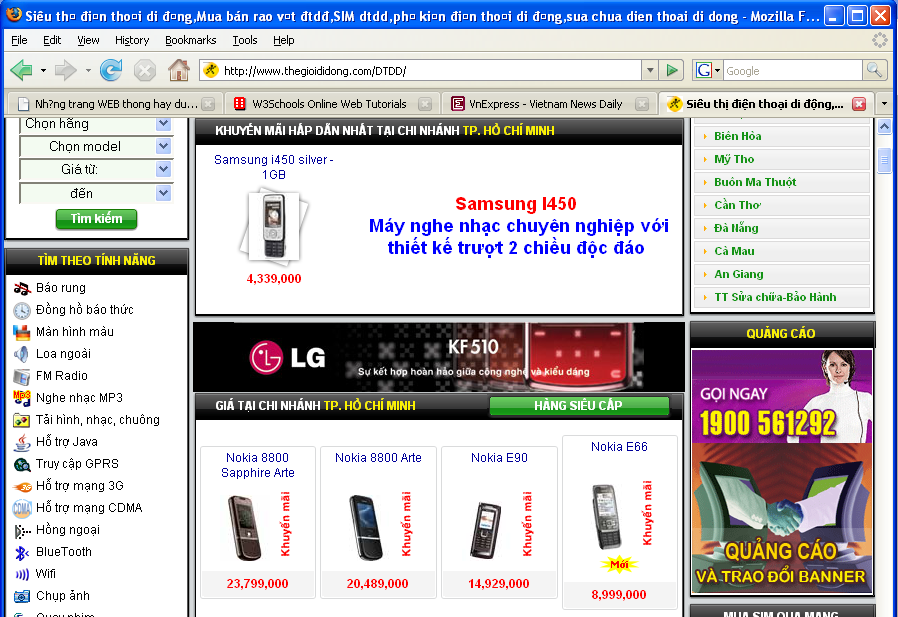 Siêu th¤ đi¤n tho¤i di đ¤ng,Mua bán rao v¤t đtdđ,SIM dtdd,ph¤ ki¤n đi¤n tho¤i di đ¤ng,sua chua dien thoai di dong - Mozilla F...
File Edit View History Bookmarks Tools Help
http://www.thegioididong.com/DTDD/
G Google
Nh?ng trang WEB thong hay du...
W3Schools Online Web Tutorials
VnExpress - Vietnam News Daily
Siêu thị điện thoại di động,...
Chọn hãng
Chọn model
Giá từ:
đến
Tìm kiếm
TÌM THEO TÍNH NĂNG
Báo rung
Đồng hồ báo thức
Màn hình màu
Loa ngoài
FM Radio
Nghe nhạc MP3
Tải hình, nhạc, chuông
Hỗ trợ Java
Truy cập GPRS
Hỗ trợ mạng 3G
Hỗ trợ mạng CDMA
Hồng ngoại
BlueTooth
Wifi
Chụp ảnh
Quay phim
KHUYẾN MÃI HẤP DẪN NHẤT TẠI CHI NHÁNH TP. HỒ CHÍ MINH
Samsung i450 silver -
1GB
4,339,000
Samsung I450
Máy nghe nhạc chuyên nghiệp với
thiết kế trượt 2 chiều độc đáo
LG
KF510
Sự kết hợp hoàn hảo giữa công nghệ và kiểu dáng
GIÁ TẠI CHI NHÁNH TP. HỒ CHÍ MINH
HÀNG SIÊU CẤP
Nokia 8800
Sapphire Arte
Khuyến mãi
23,799,000
Nokia 8800 Arte
Khuyến mãi
20,489,000
Nokia E90
Khuyến mãi
14,929,000
Nokia E66
Khuyến mãi
Mới
8,999,000
Biên Hòa
Mỹ Tho
Buôn Ma Thuột
Cần Thơ
Đà Nẵng
Cà Mau
An Giang
TT Sửa chữa-Bảo Hành
QUẢNG CÁO
GỌI NGAY
1900 561292
QUẢNG CÁO
VÀ TRAO ĐỔI BANNER
MUA SIM QUA MẠNG